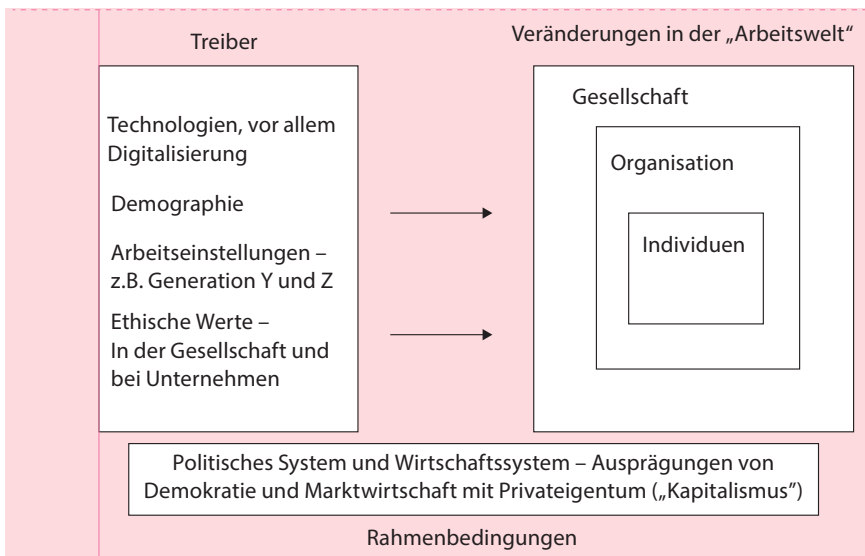 Treiber
Technologien, vor allem
Digitalisierung
Demographie
Arbeitseinstellungen –
z.B. Generation Y und Z
Ethische Werte –
In der Gesellschaft und
bei Unternehmen
Veränderungen in der „Arbeitswelt“
Gesellschaft
Organisation
Individuen
Politisches System und Wirtschaftssystem – Ausprägungen von
Demokratie und Marktwirtschaft mit Privateigentum („Kapitalismus”)
Rahmenbedingungen